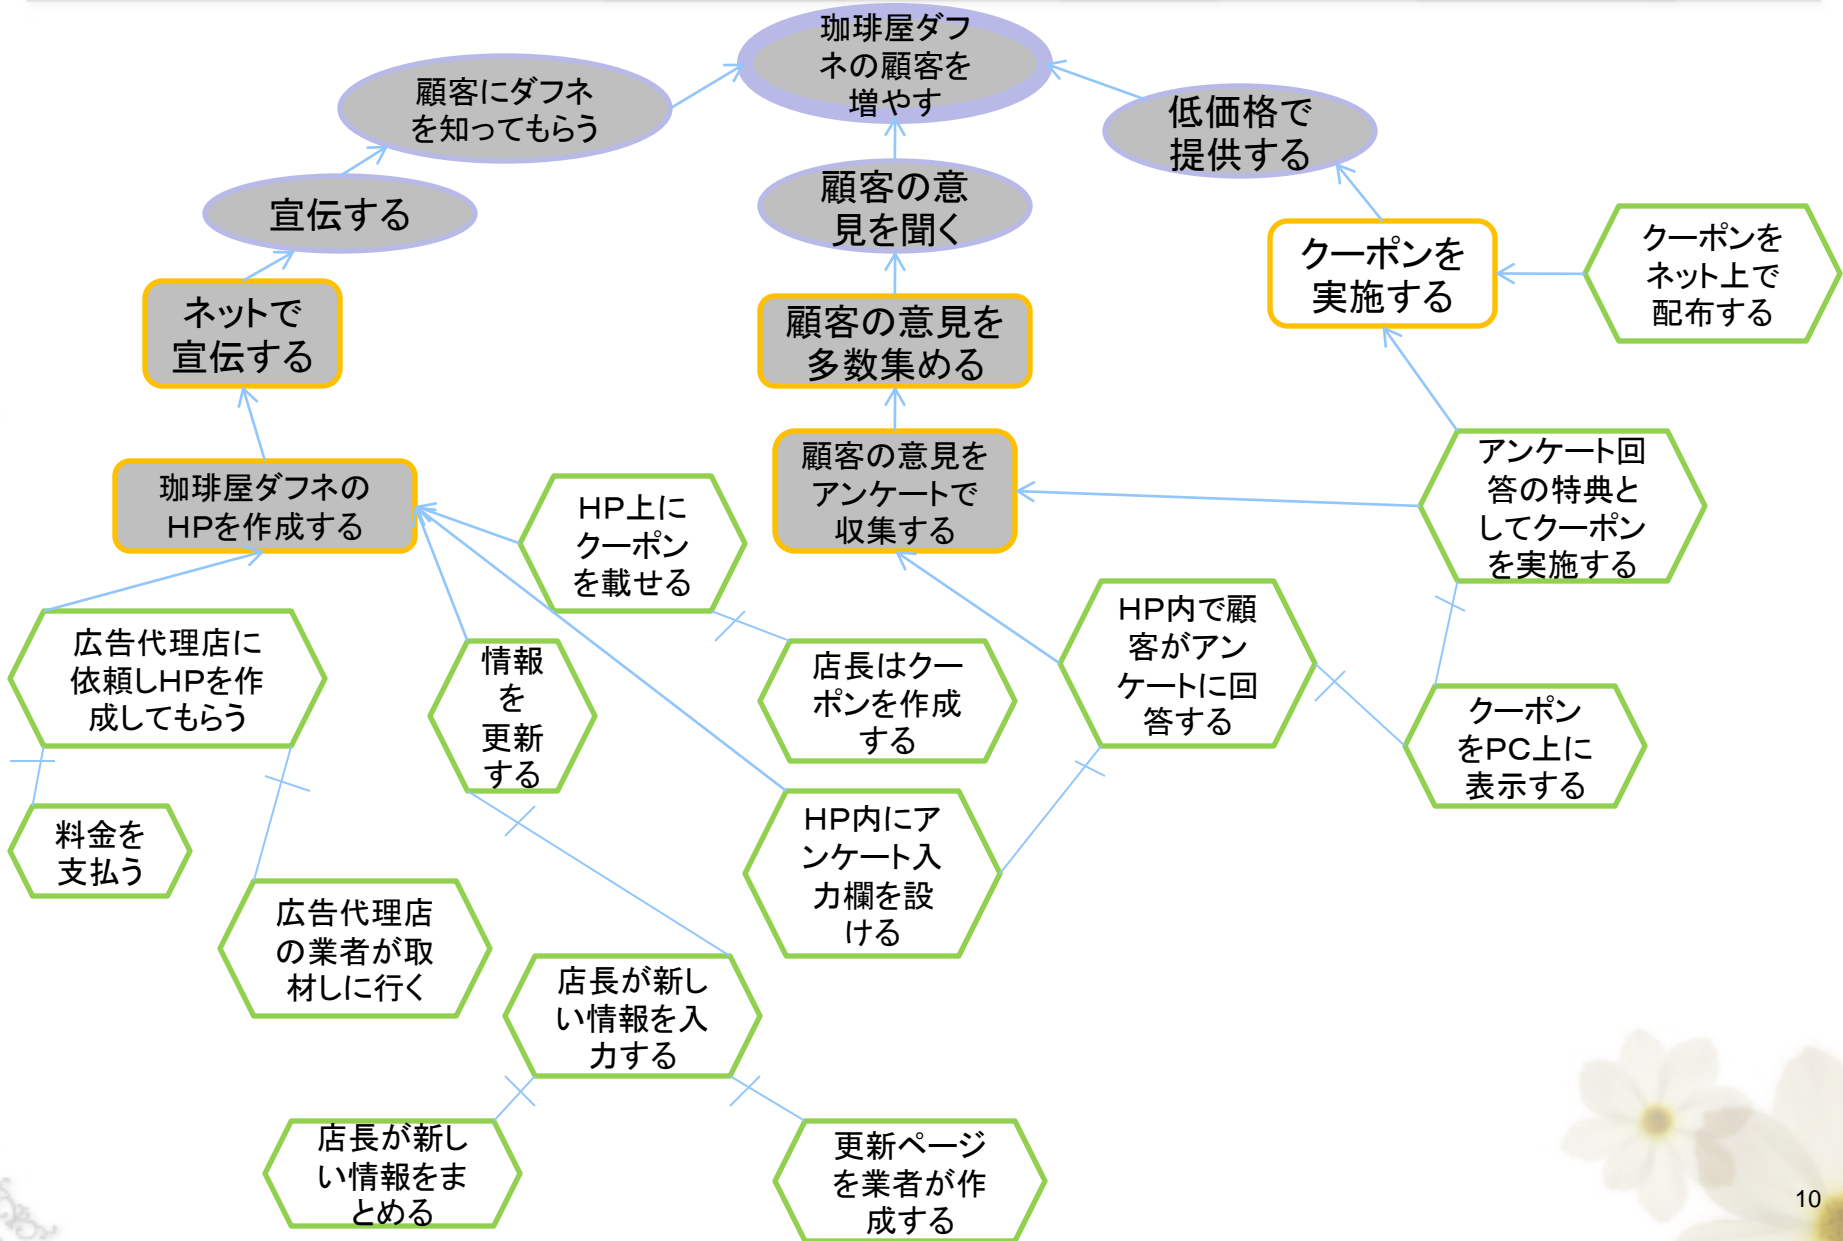 珈琲屋ダフ
ネの顧客を
増やす
顧客にダフネ
を知ってもらう
低価格で
提供する
宣伝する
顧客の意
見を聞く
クーポンを
実施する
クーポンを
ネット上で
配布する
ネットで
宣伝する
顧客の意見を
多数集める
珈琲屋ダフネの
HPを作成する
HP上に
クーポン
を載せる
顧客の意見を
アンケートで
収集する
アンケート回
答の特典と
してクーポン
を実施する
広告代理店に
依頼しHPを作
成してもらう
情報
を
更新
する
店長はクー
ポンを作成
する
HP内で顧
客がアン
ケートに回
答する
クーポン
をPC上に
表示する
料金を
支払う
広告代理店
の業者が取
材しに行く
HP内にア
ンケート入
力欄を設
ける
店長が新し
い情報を入
力する
店長が新し
い情報をま
とめる
更新ページ
を業者が作
成する
10